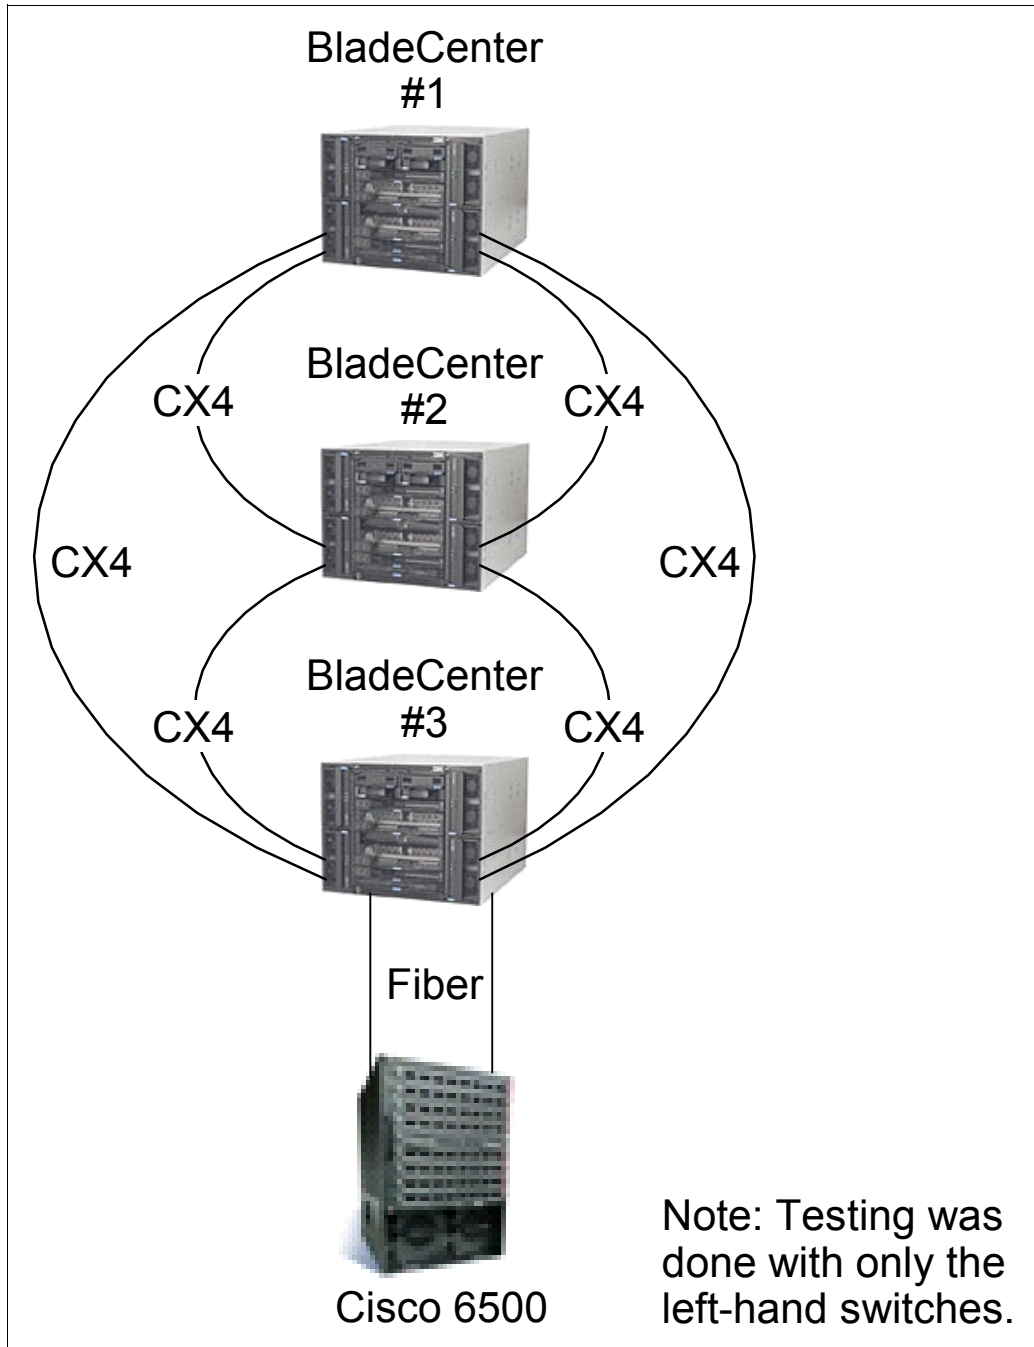 BladeCenter
#1
BladeCenter
#2
CX4
CX4
CX4
CX4
BladeCenter
#3
CX4
CX4
Fiber
Cisco 6500
Note: Testing was
done with only the
left-hand switches.